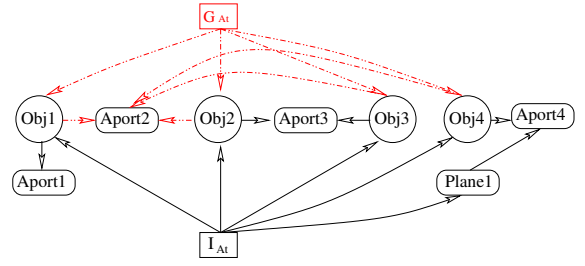 G At
Obj1
Aport2
Obj2
Aport3
Obj3
Obj4
Aport4
Aport1
Plane1
I At